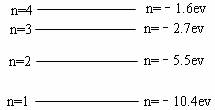 n=4 n=－1.6ev
n=3 n=－2.7ev
n=2 n=－5.5ev
n=1 n=－10.4ev